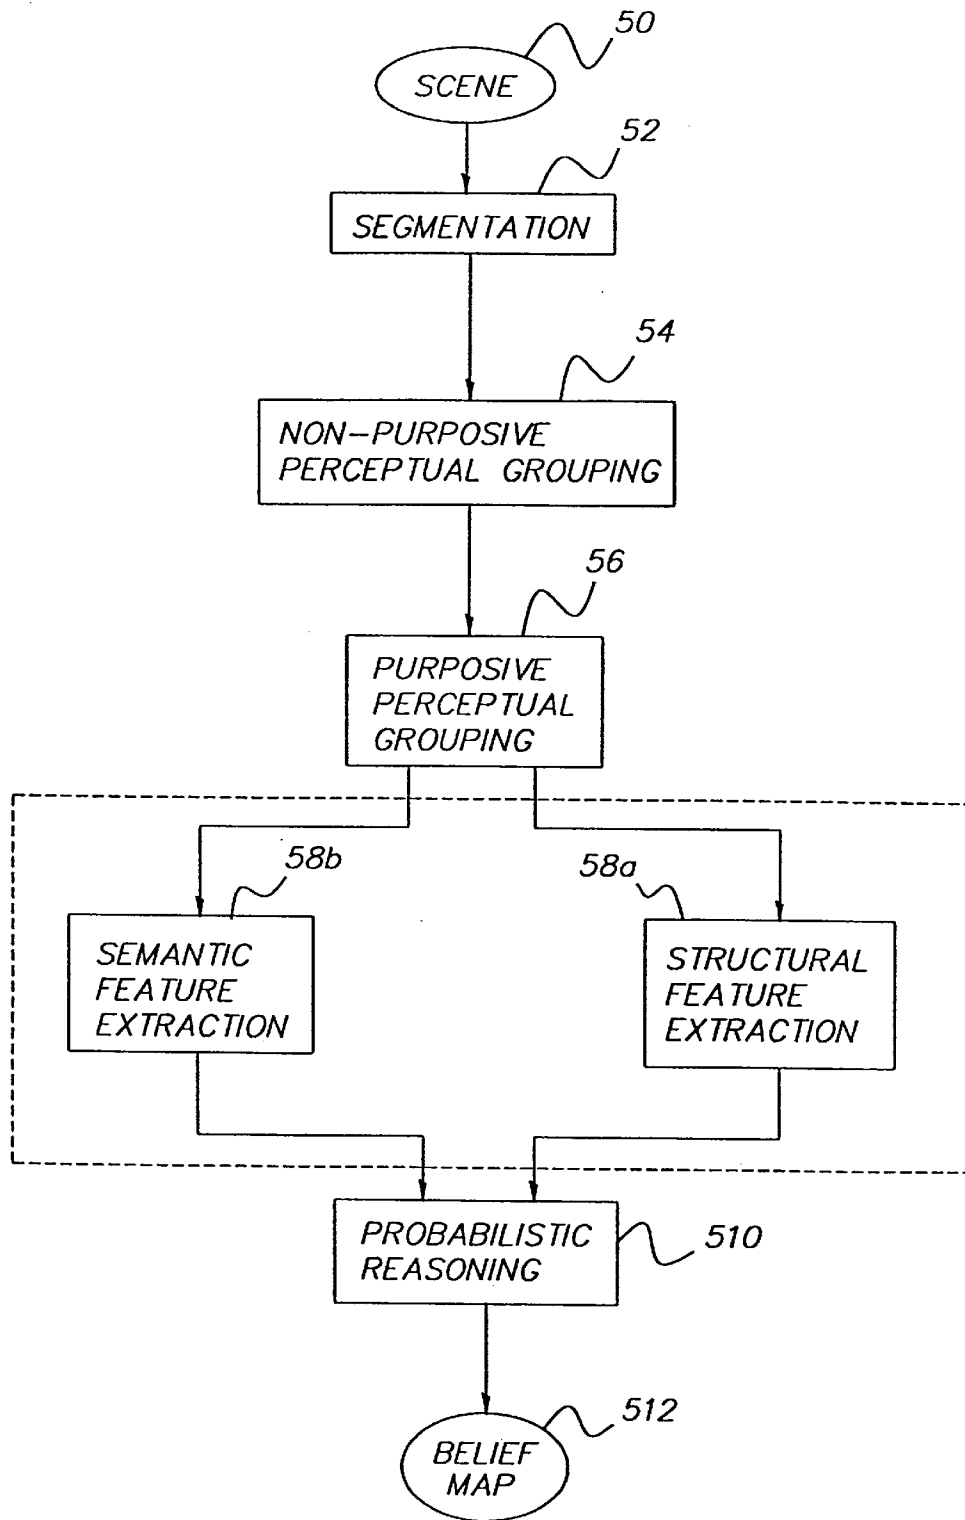 50
SCENE
52
SEGMENTATION
54
NON-PURPOSIVE
PERCEPTUAL GROUPING
56
PURPOSIVE
PERCEPTUAL
GROUPING
58b
58a
SEMANTIC
FEATURE
EXTRACTION
STRUCTURAL
FEATURE
EXTRACTION
PROBABILISTIC
REASONING
510
512
BELIEF
MAP